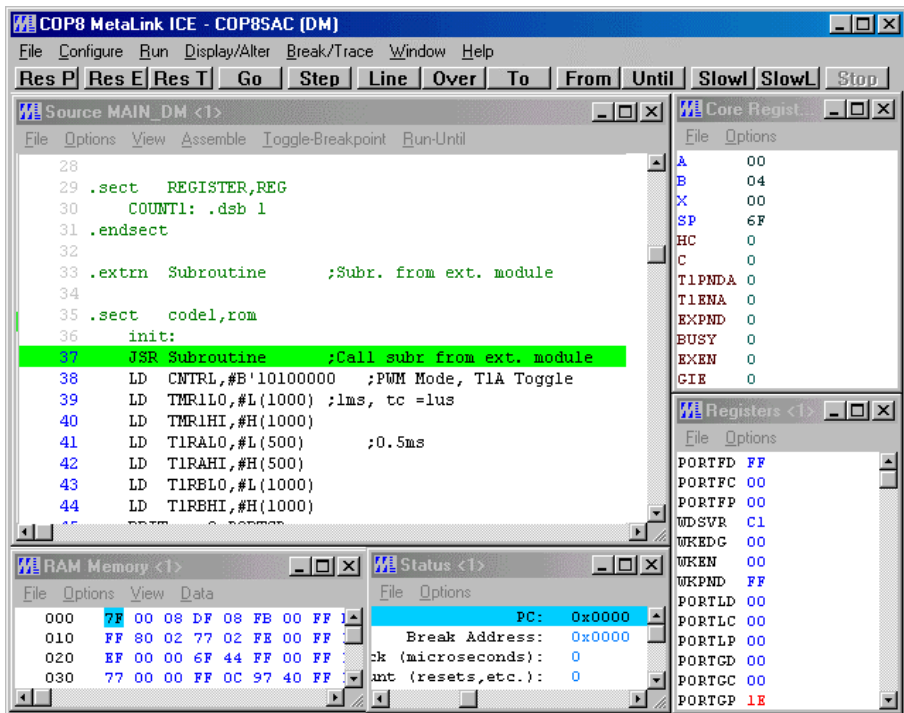 COP8 MetaLink ICE - COP8SAC (DM)
File Configure Run Display/Alter Break/Trace Window Help
Res P Res E Res T Go Step Line Over To From Until SlowI SlowL Stop
Source MAIN_DM <1>
File Options View Assemble Toggle-Breakpoint Run-Until
28
29 .sect REGISTER,REG
30 COUNT1: .dsb 1
31 .endsect
32
33 .extrn Subroutine ;Subr. from ext. module
34
35 .sect code1,rom
36 init:
37 JSR Subroutine ;Call subr from ext. module
38 LD CNTRL,#B'10100000 ;PWM Mode, T1A Toggle
39 LD TMR1LO,#L(1000) ;1ms, tc =1us
40 LD TMR1HI,#H(1000)
41 LD T1RALO,#L(500) ;0.5ms
42 LD T1RAHI,#H(500)
43 LD T1RBLO,#L(1000)
44 LD T1RBHI,#H(1000)
Core Regist...
File Options
A 00
B 04
X 00
SP 6F
HC 0
C 0
T1PNDA 0
T1ENA 0
EXPND 0
BUSY 0
EXEN 0
GIE 0
Registers <1>
File Options
PORTFD FF
PORTFC 00
PORTFP 00
WDSVR C1
WKEDG 00
WKEN 00
WKPND FF
PORTLD 00
PORTLC 00
PORTLP 00
PORTGD 00
PORTGC 00
PORTGP 1E
RAM Memory <1>
File Options View Data
000 7F 00 08 DF 08 FB 00 FF
010 FF 80 02 77 02 FE 00 FF
020 EF 00 00 6F 44 FF 00 FF
030 77 00 00 FF 0C 97 40 FF
Status <1>
File Options
PC: 0x0000
Break Address: 0x0000
ck (microseconds): 0
unt (resets,etc.): 0